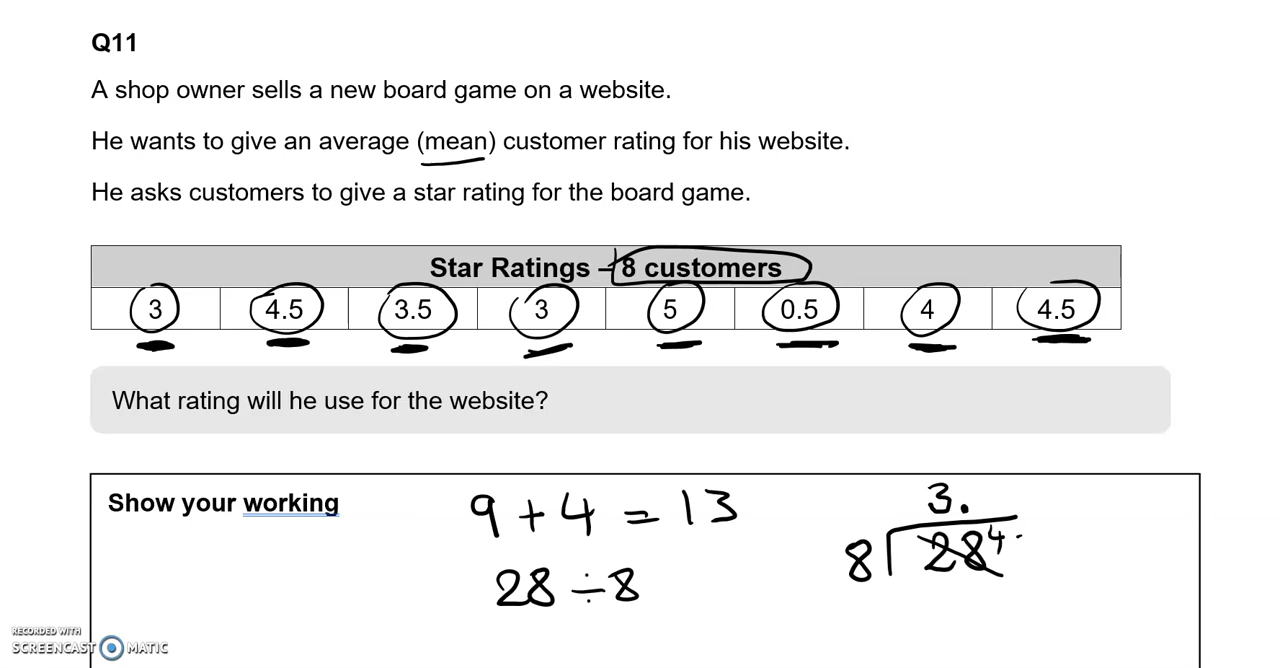 Q11
A shop owner sells a new board game on a website.
He wants to give an average (mean) customer rating for his website.
He asks customers to give a star rating for the board game.
Star Ratings – 8 customers
3 4.5 3.5 3 5 0.5 4 4.5
What rating will he use for the website?
Show your working
9 + 4 = 13
28 ÷ 8
3.
8 28 4.
RECORDED WITH
SCREENCAST MATIC